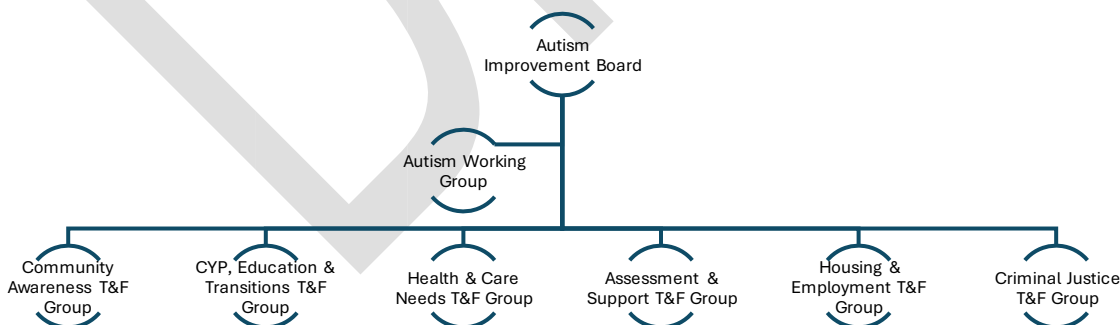 Autism
Improvement Board
Autism Working
Group
Community
Awareness T&F
Group
CYP, Education &
Transitions T&F
Group
Health & Care
Needs T&F Group
Assessment &
Support T&F Group
Housing &
Employment T&F
Group
Criminal Justice
T&F Group